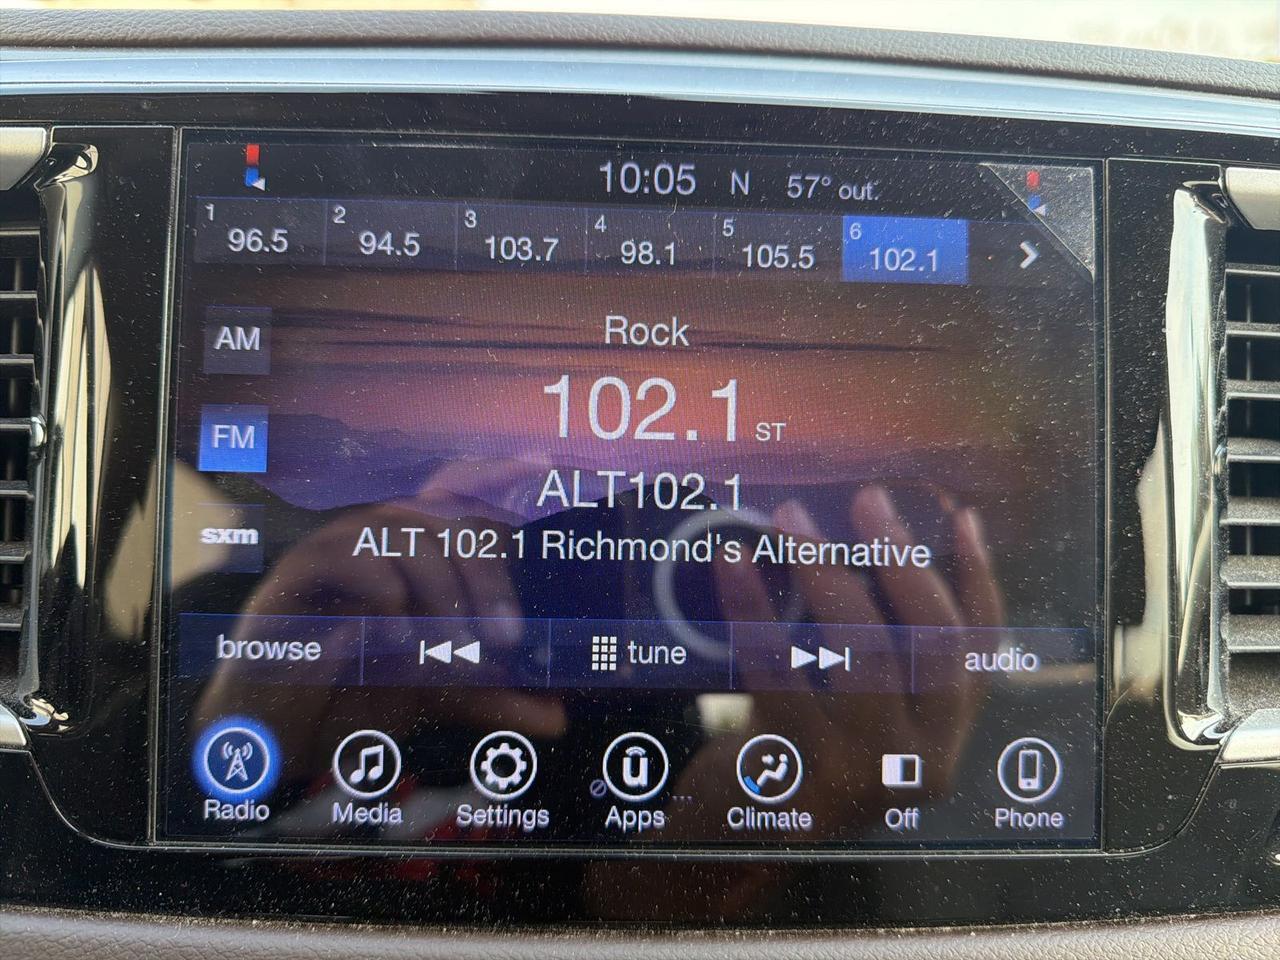 10:05 N 57° out.
1 96.5 2 94.5 3 103.7 4 98.1 5 105.5 6 102.1
AM
Rock
102.1 ST
FM
ALT102.1
sxm
ALT 102.1 Richmond's Alternative
browse tune audio
Radio Media Settings Apps Climate Off Phone